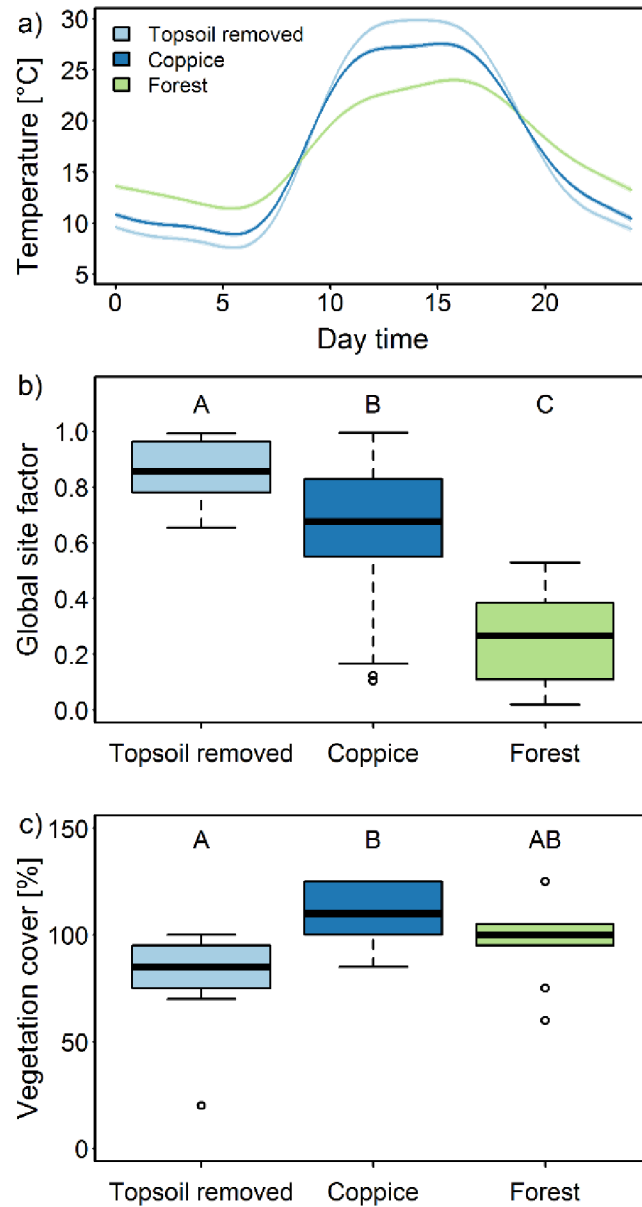 a)
Topsoil removed
Coppice
Forest
Temperature [°C]
30
25
20
15
10
5
0 5 10 15 20
Day time
b)
A B C
Global site factor
1.0
0.8
0.6
0.4
0.2
0.0
Topsoil removed Coppice Forest
c)
A B AB
Vegetation cover [%]
150
100
50
0
Topsoil removed Coppice Forest